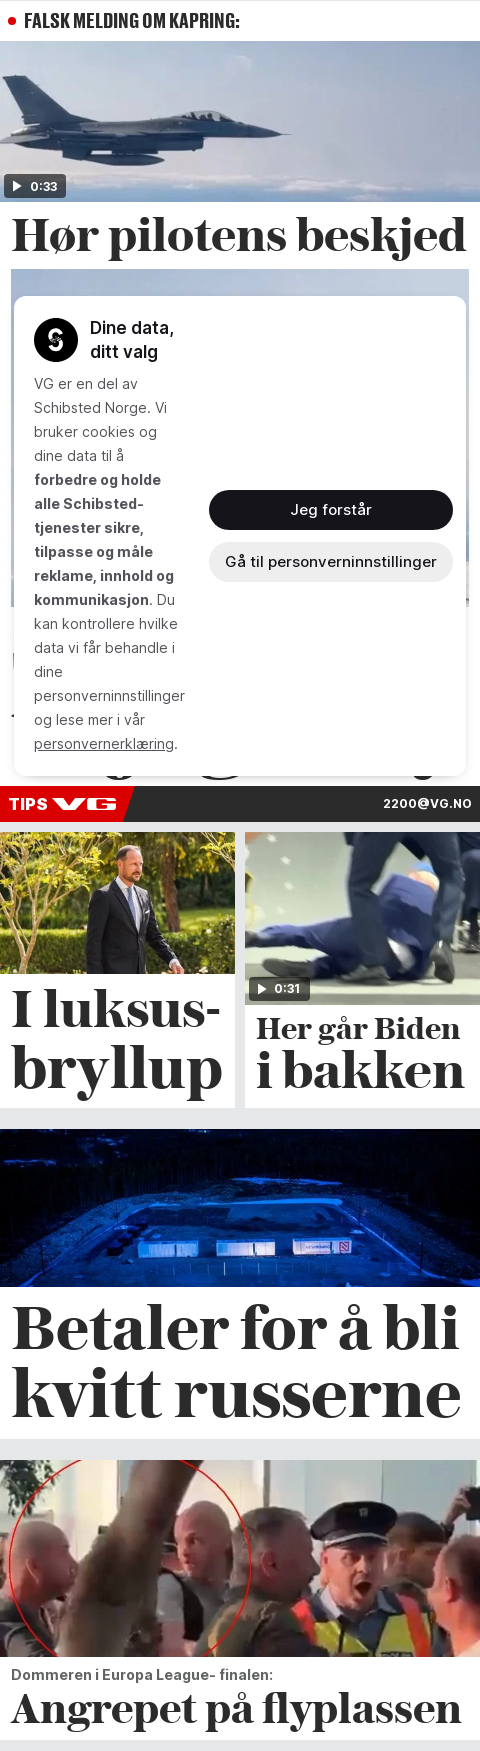 FALSK MELDING OM KAPRING:
0:33
Hør pilotens beskjed
Dine data,
ditt valg
VG er en del av
Schibsted Norge. Vi
bruker cookies og
dine data til å
forbedre og holde
alle Schibsted-
tjenester sikre,
tilpasse og måle
reklame, innhold og
kommunikasjon. Du
kan kontrollere hvilke
data vi får behandle i
dine
personverninnstillinger
og lese mer i vår
personvernerklæring.
Jeg forstår
Gå til personverninnstillinger
TIPS VG
2200@VG.NO
I luksus-
bryllup
0:31
Her går Biden
i bakken
Betaler for å bli
kvitt russerne
Dommeren i Europa League- finalen:
Angrepet på flyplassen